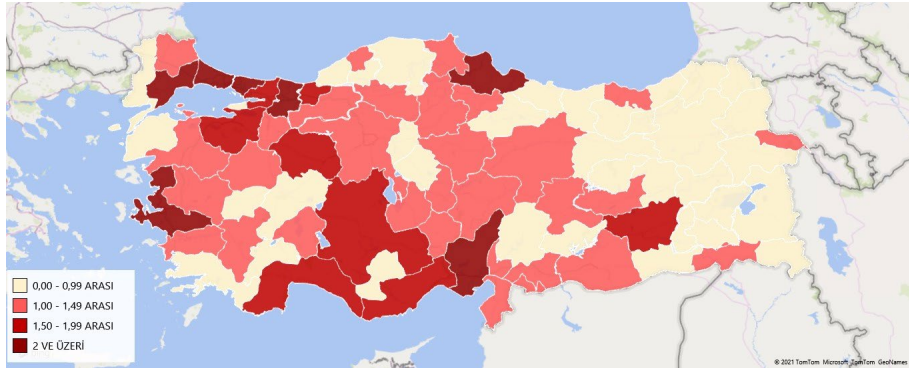 0,00 - 0,99 ARASI
1,00 - 1,49 ARASI
1,50 - 1,99 ARASI
2 VE ÜZERİ
© 2021 TomTom Microsoft TomTom GeoNames